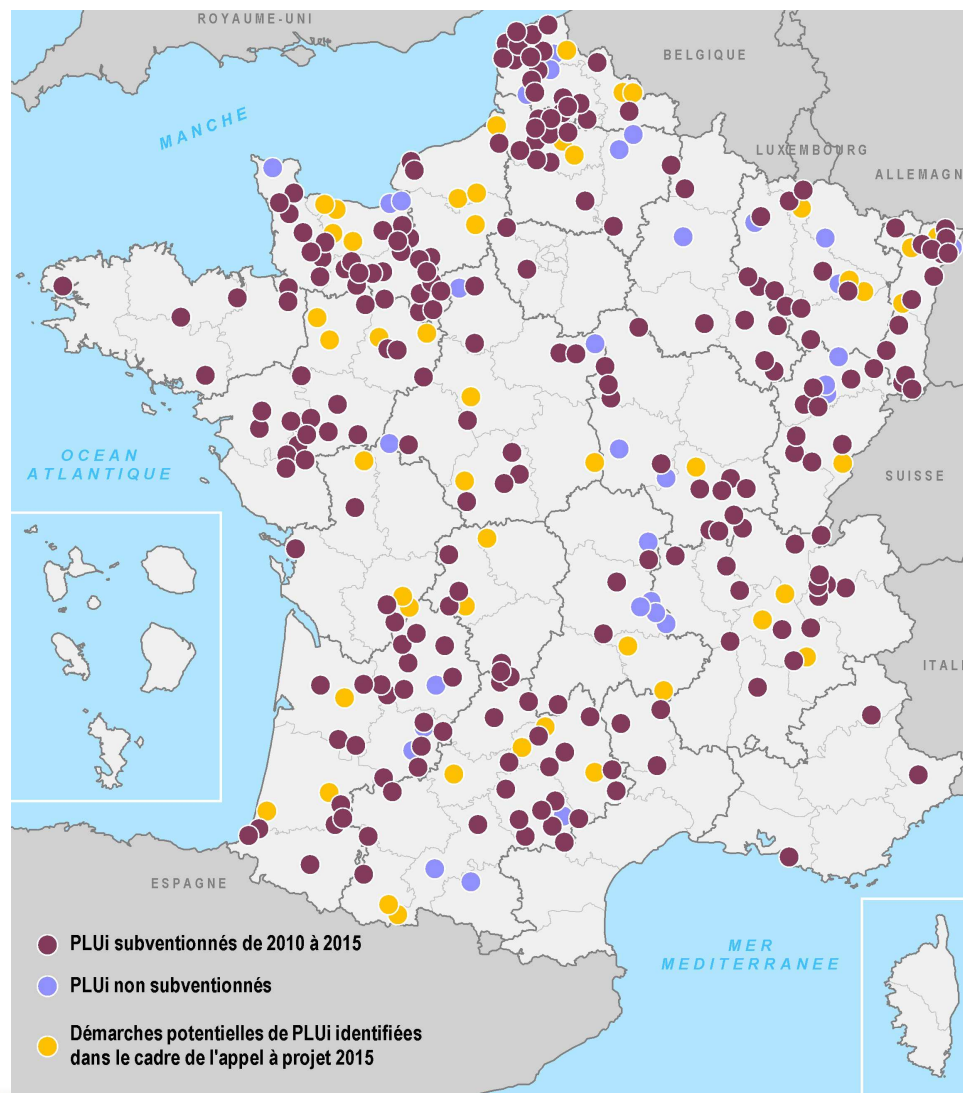 ROYAUME-UNI
BELGIQUE
MANCHE
LUXEMBOURG
ALLEMAGN
OCEAN
ATLANTIQUE
SUISSE
ITALI
ESPAGNE
MER
MEDITERRANEE
PLUi subventionnés de 2010 à 2015
PLUi non subventionnés
Démarches potentielles de PLUi identifiées
dans le cadre de l'appel à projet 2015